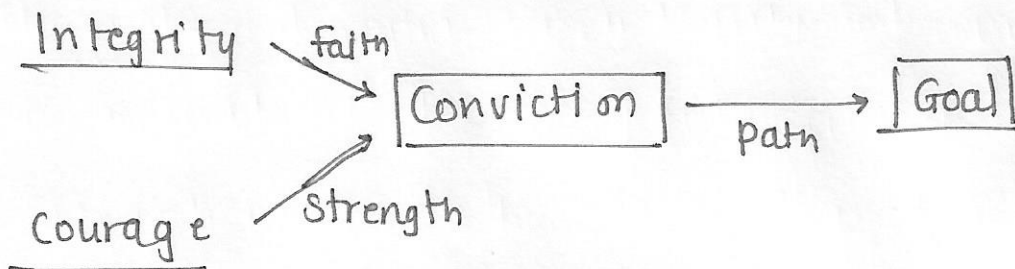 Integrity
faith
Conviction
path
Goal
strength
Courage